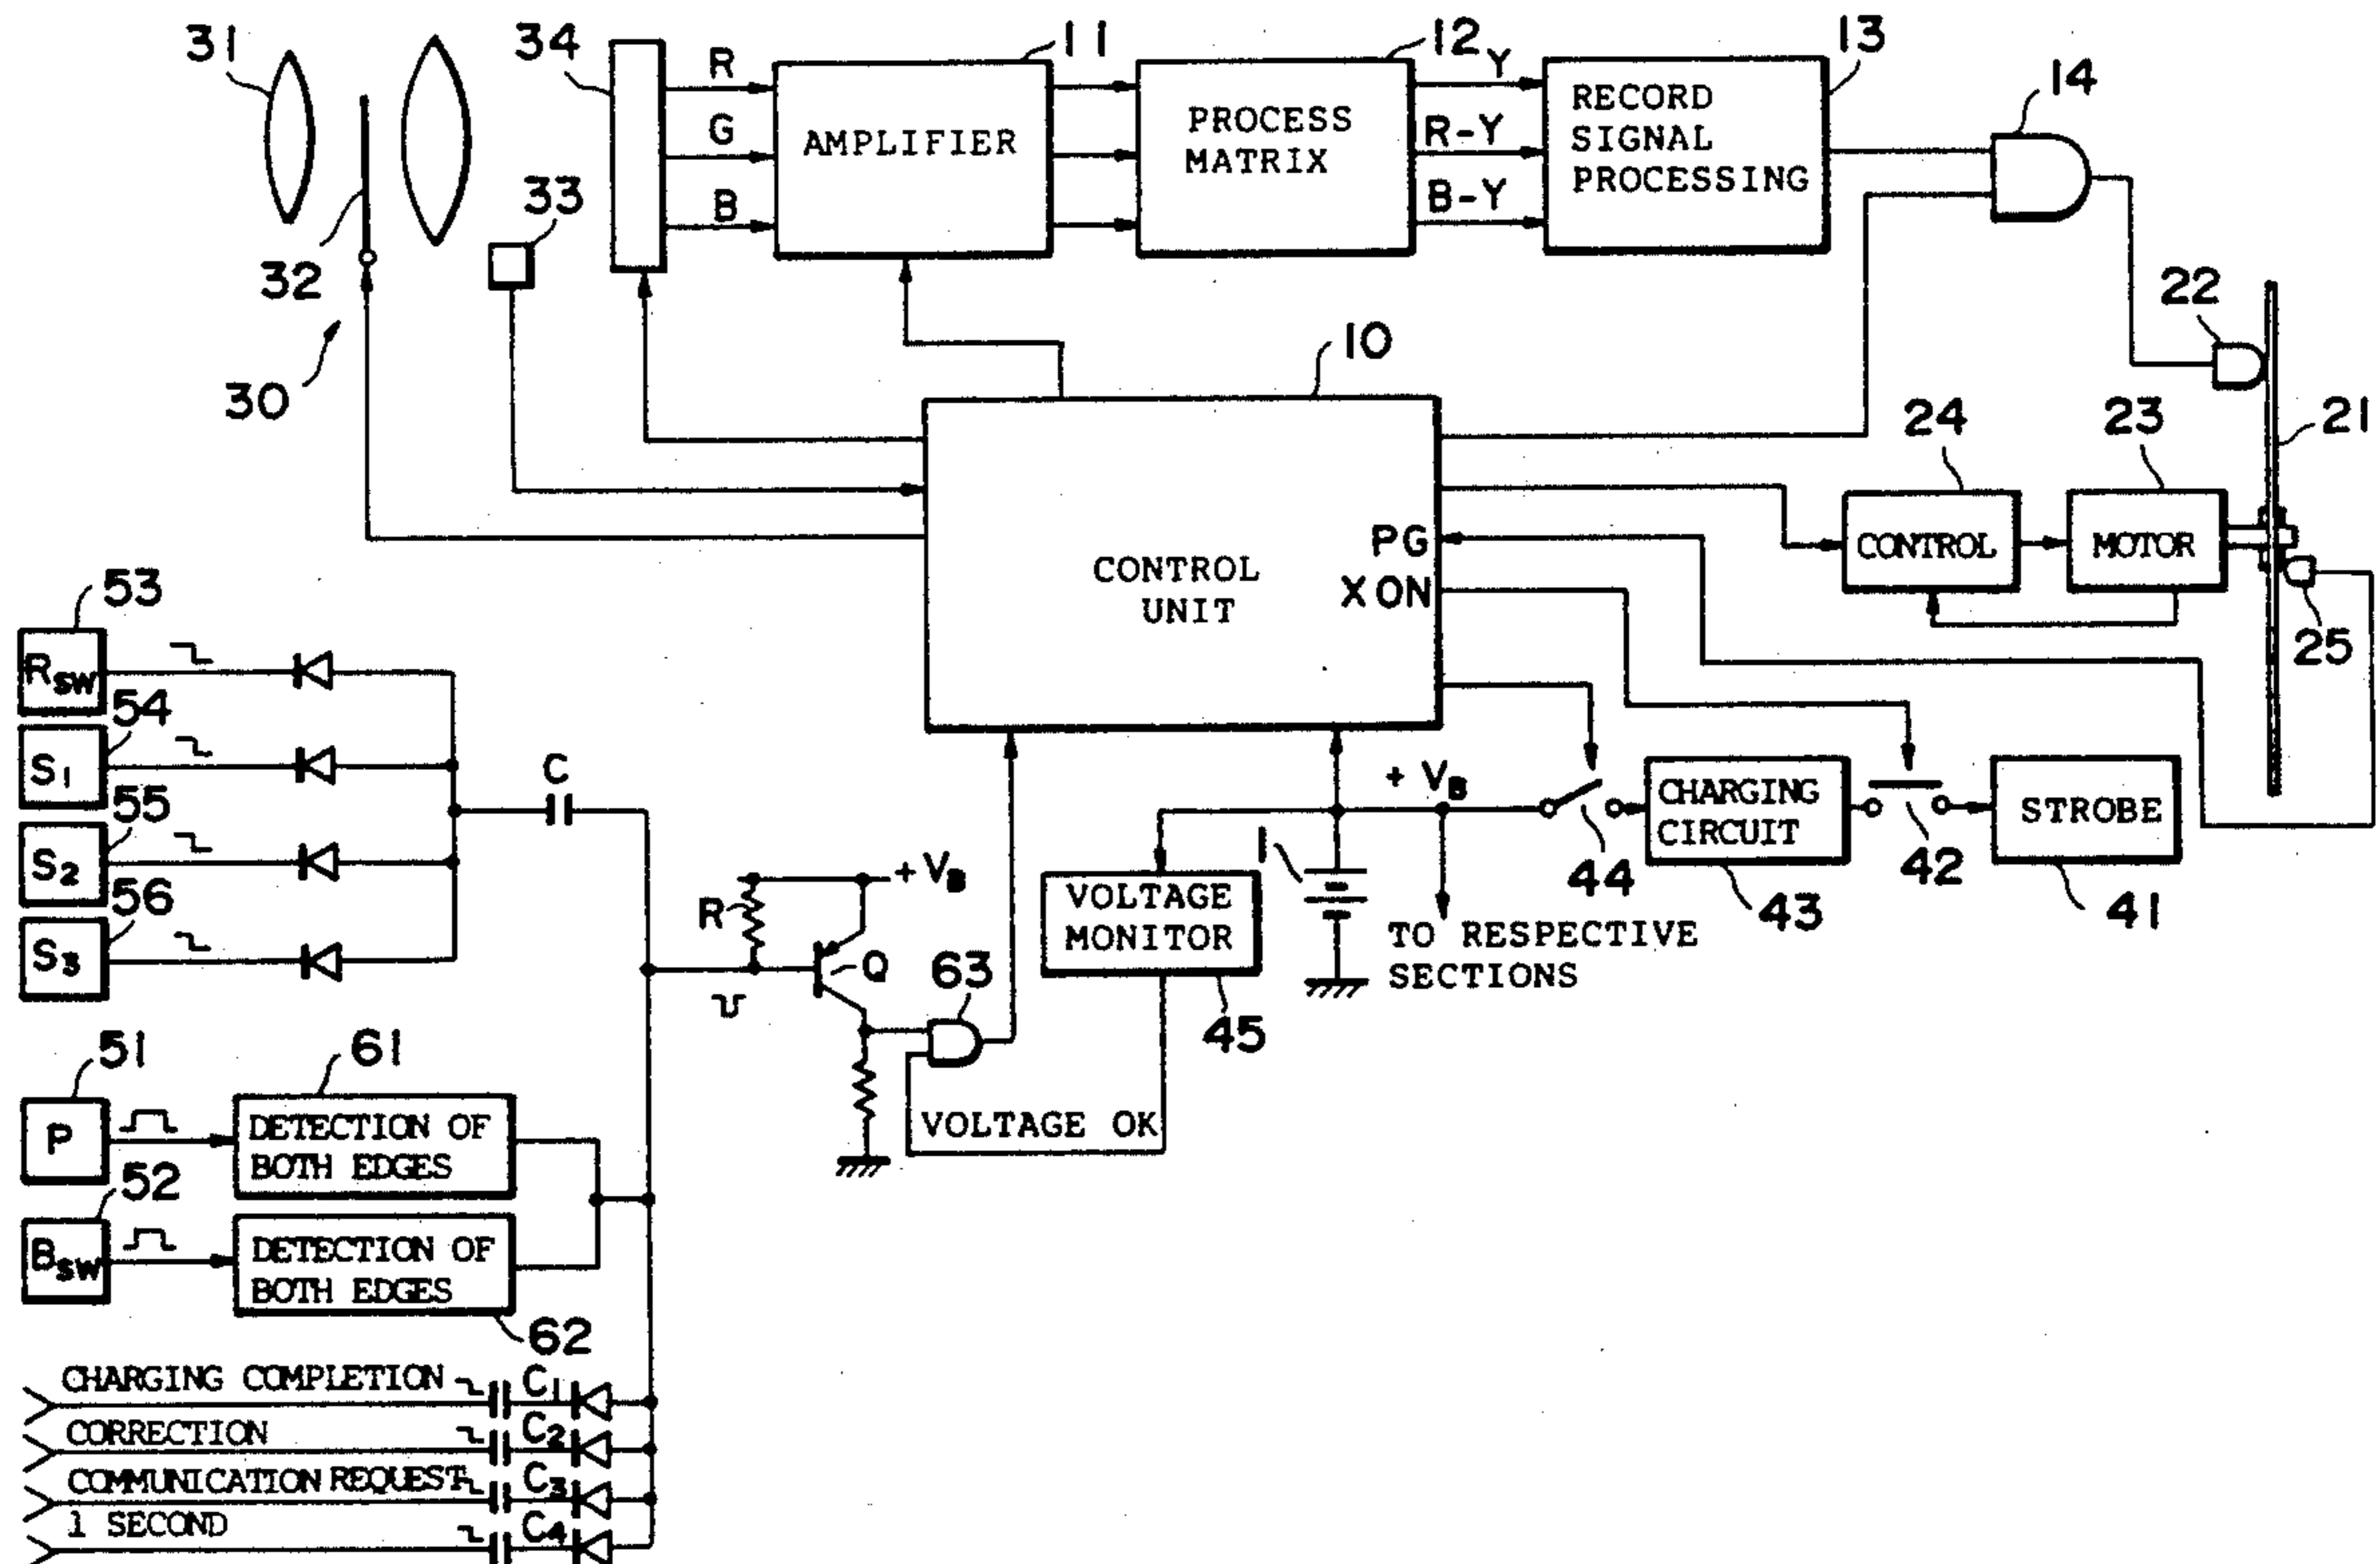 31
34
R
11
12
Y
13
14
AMPLIFIER
PROCESS
MATRIX
RECORD
SIGNAL
PROCESSING
G
R-Y
B
B-Y
33
32
30
10
22
21
24
23
CONTROL
MOTOR
25
PG
X ON
CONTROL
UNIT
53
RSW
54
S1
55
S2
56
S3
C
+ VB
R
Q
63
+ VB
1
VOLTAGE
MONITOR
45
TO RESPECTIVE
SECTIONS
44
CHARGING
CIRCUIT
43
42
STROBE
41
VOLTAGE OK
51
P
61
DETECTION OF
BOTH EDGES
52
BSW
DETECTION OF
BOTH EDGES
62
CHARGING COMPLETION
C1
CORRECTION
C2
COMMUNICATION REQUEST
C3
1 SECOND
C4